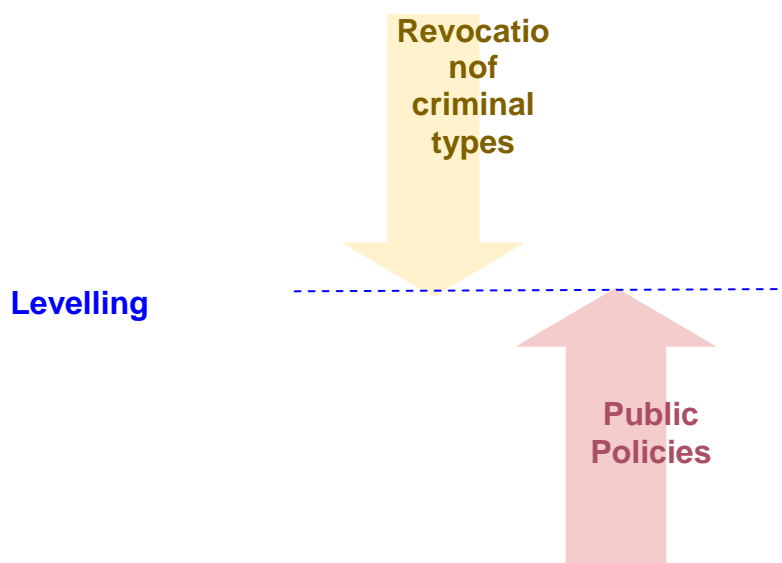 Revocatio
nof
criminal
types
Levelling
Public
Policies